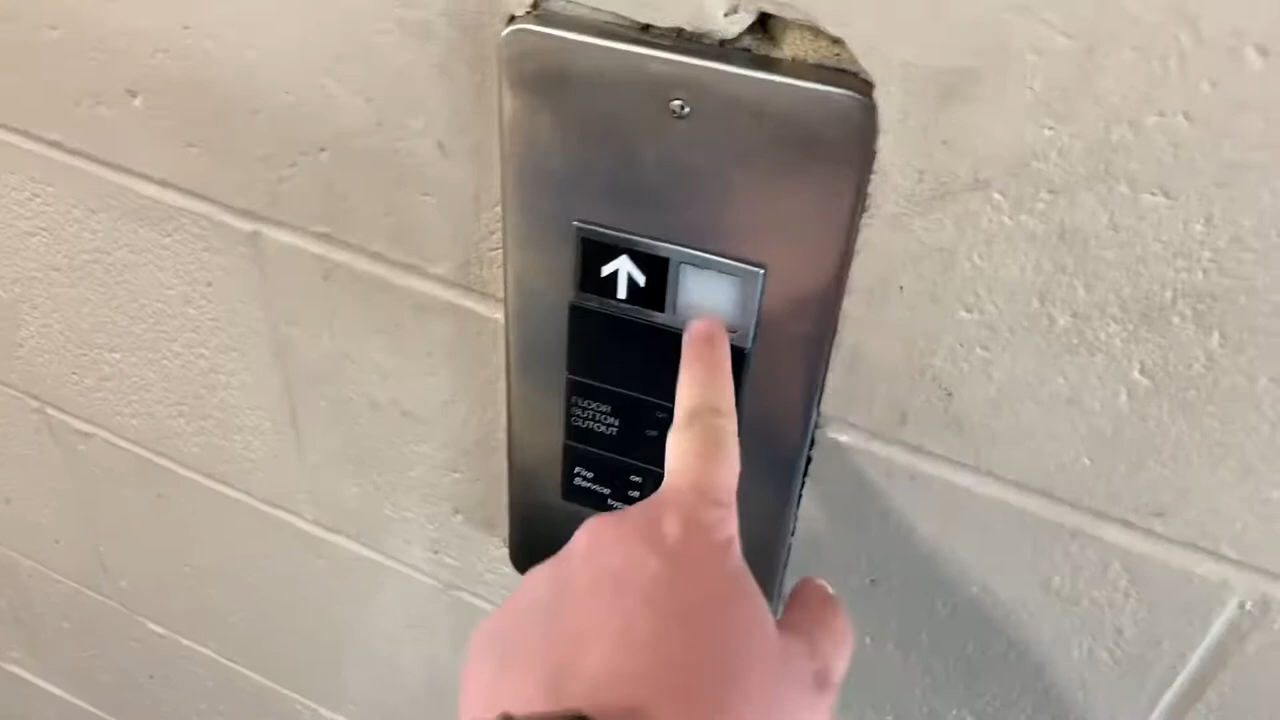 FLOOR on
BUTTON
CUTOUT off
Fire on
Service off